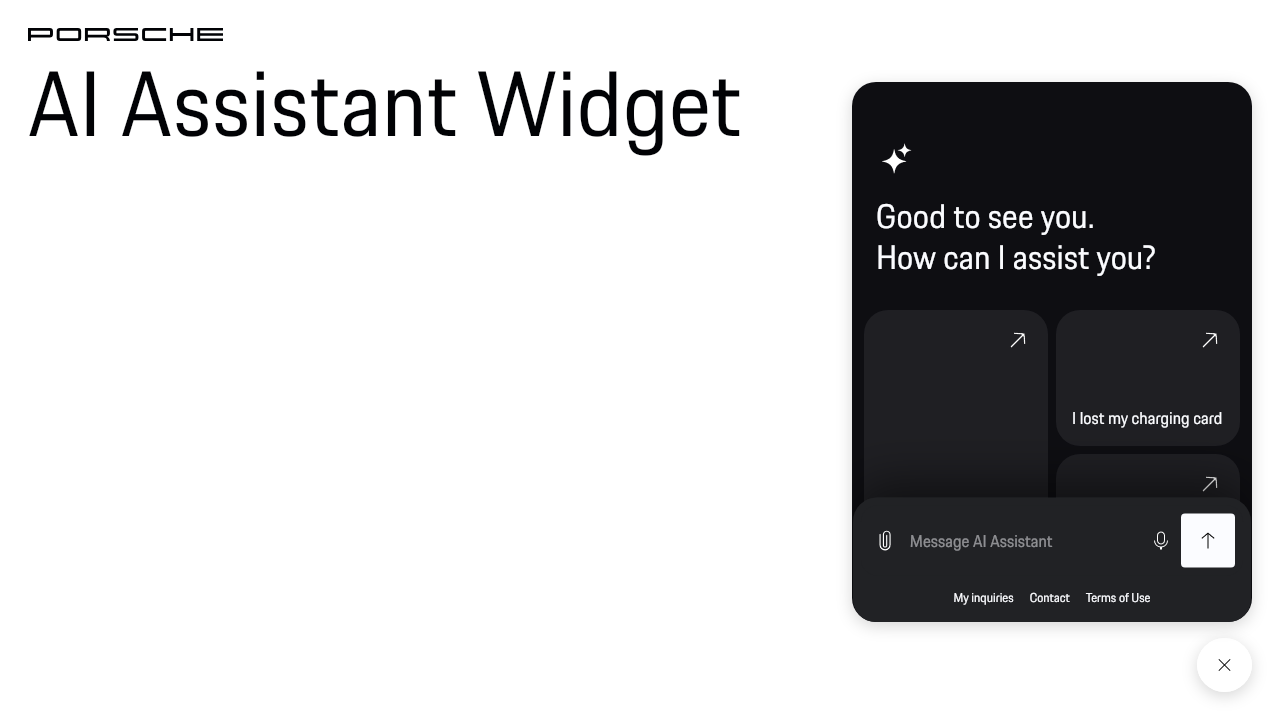 PORSCHE
AI Assistant Widget
Good to see you.
How can I assist you?
I lost my charging card
Message AI Assistant
My inquiries Contact Terms of Use